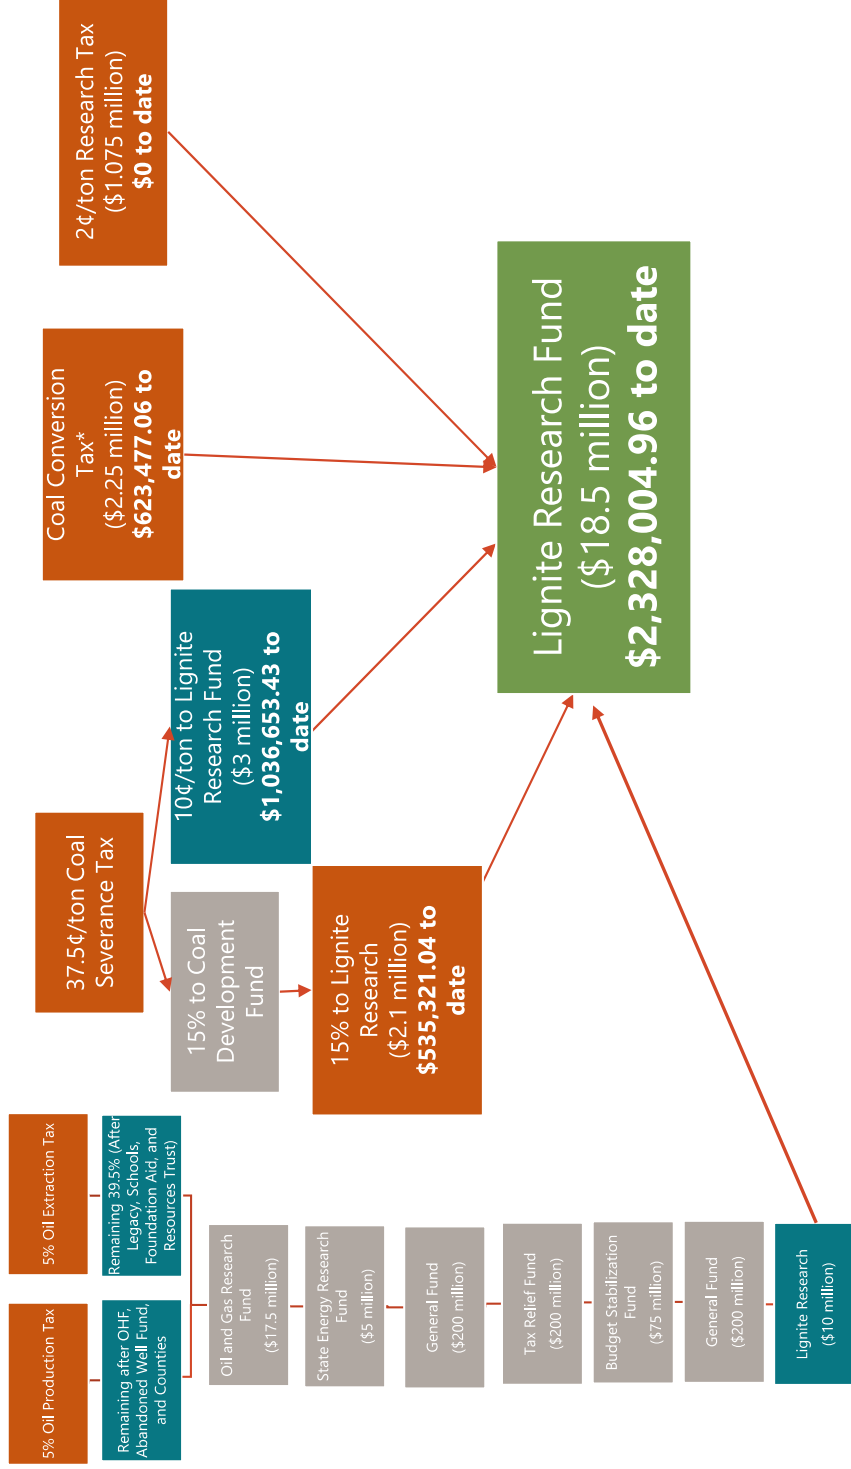 5% Oil Production Tax
5% Oil Extraction Tax
Remaining after OHF,
Abandoned Well Fund,
and Counties
Remaining 39.5% (After
Legacy, Schools,
Foundation Aid, and
Resources Trust)
Oil and Gas Research
Fund
($17.5 million)
State Energy Research
Fund
($5 million)
General Fund
($200 million)
Tax Relief Fund
($200 million)
Budget Stabilization
Fund
($75 million)
General Fund
($200 million)
Lignite Research
($10 million)
37.5¢/ton Coal
Severance Tax
15% to Coal
Development
Fund
15% to Lignite
Research
($2.1 million)
$535,321.04 to
date
10¢/ton to Lignite
Research Fund
($3 million)
$1,036,653.43 to
date
Coal Conversion
Tax*
($2.25 million)
$623,477.06 to
date
2¢/ton Research Tax
($1.075 million)
$0 to date
Lignite Research Fund
($18.5 million)
$2,328,004.96 to date